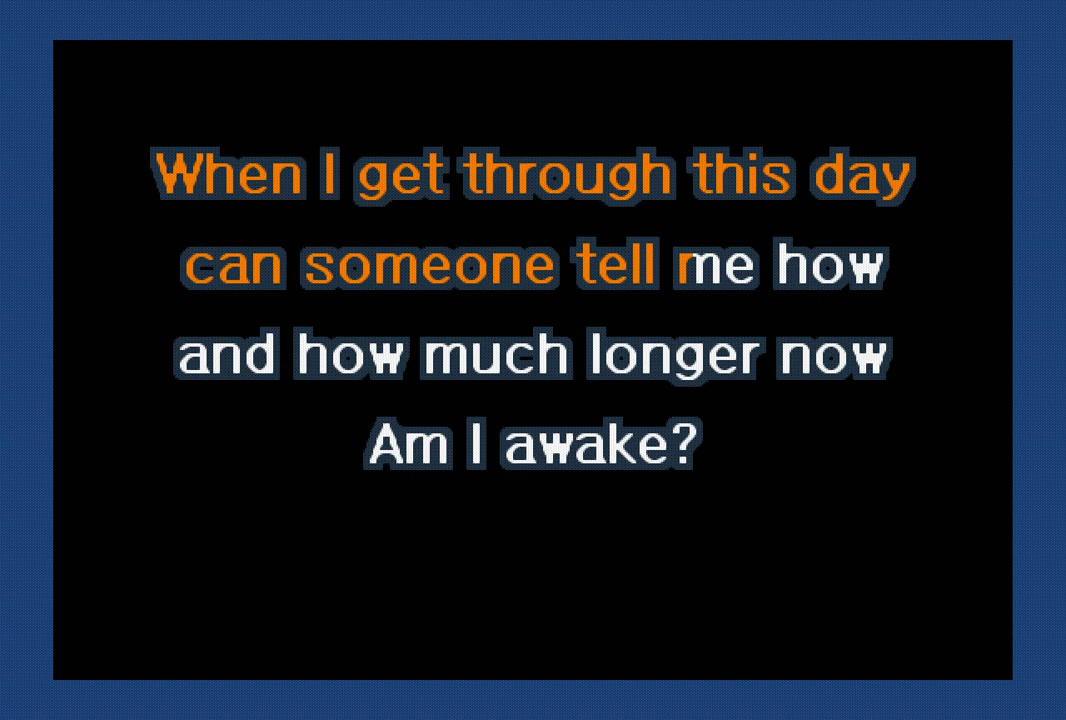 When I get through this day
can someone tell me how
and how much longer now
Am I awake?